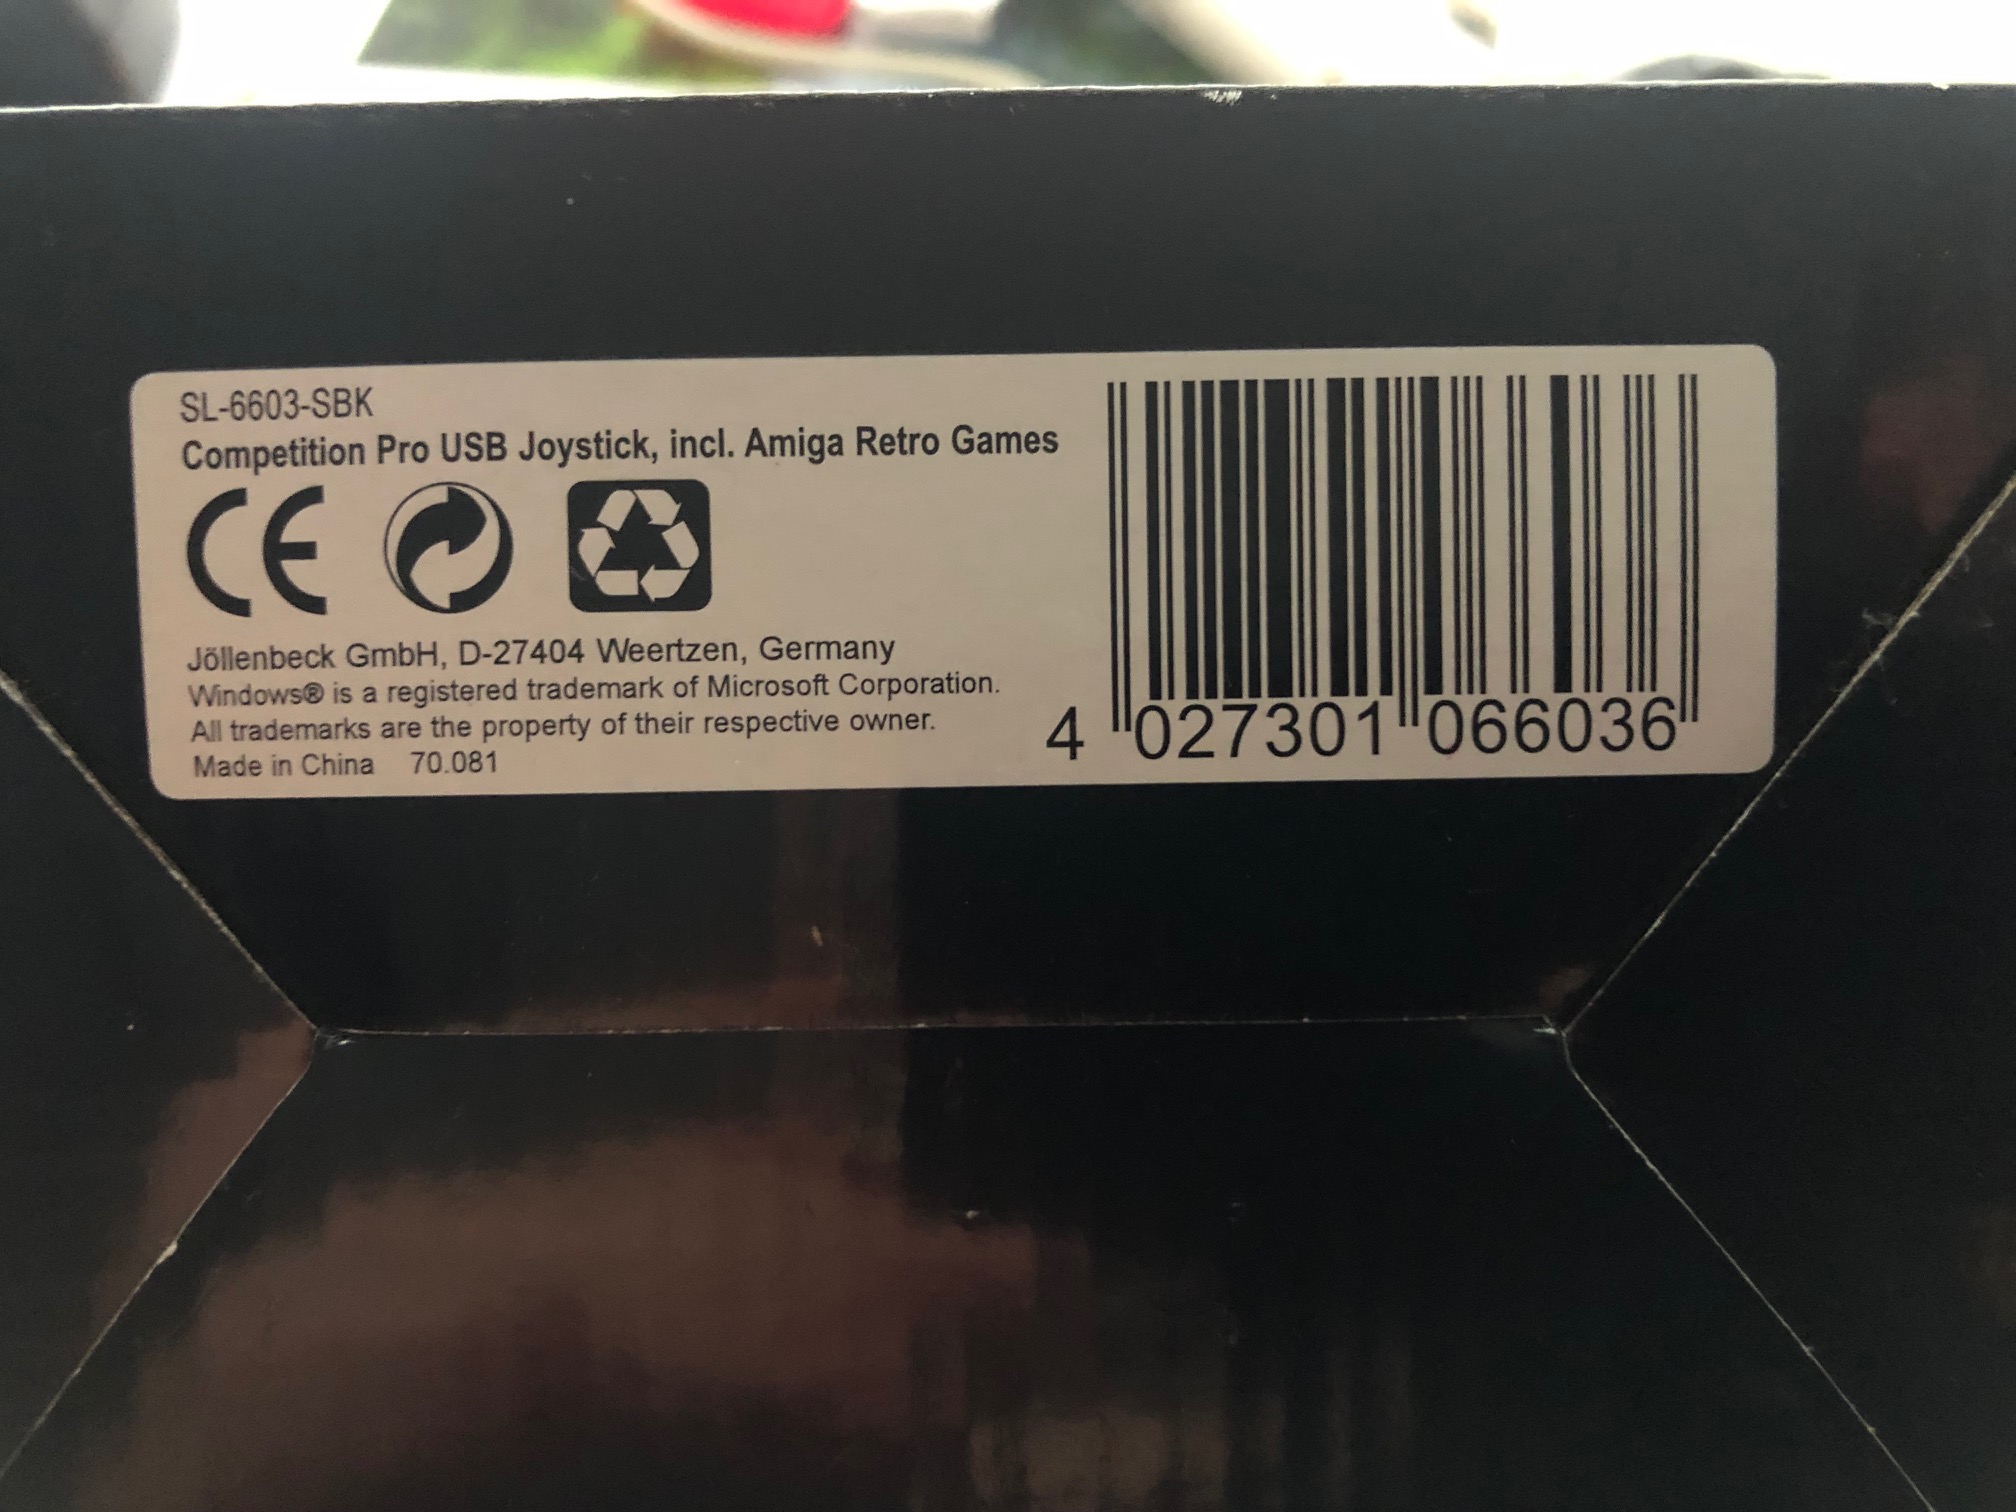 SL-6603-SBK
Competition Pro USB Joystick, incl. Amiga Retro Games
CE
Jöllenbeck GmbH, D-27404 Weertzen, Germany
Windows® is a registered trademark of Microsoft Corporation.
All trademarks are the property of their respective owner.
Made in China 70.081
4 027301 066036